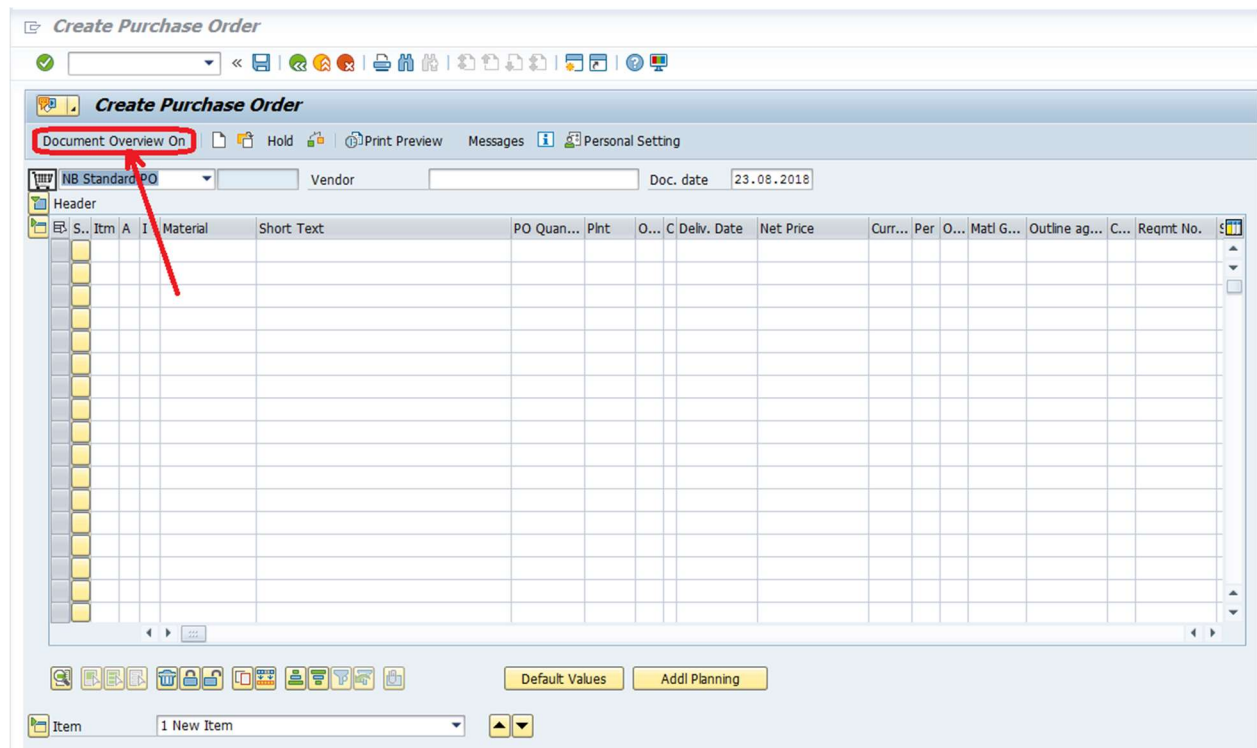 Create Purchase Order
Create Purchase Order
Document Overview On Hold Print Preview Messages Personal Setting
NB Standard PO Vendor Doc. date 23.08.2018
Header
S.. Itm A I Material Short Text PO Quan... Plnt O... C Deliv. Date Net Price Curr... Per O... Matl G... Outline ag... C... Reqmt No. S
Default Values Addl Planning
Item 1 New Item